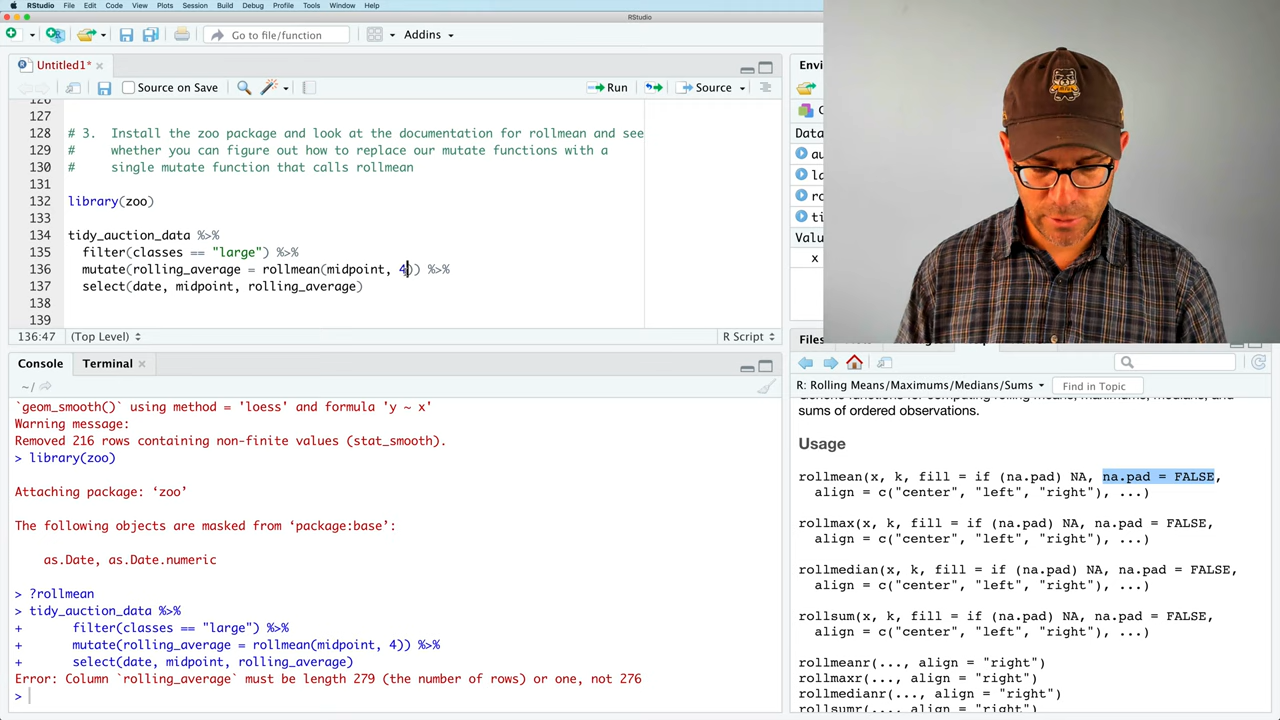 RStudio File Edit Code View Plots Session Build Debug Profile Tools Window Help
RStudio
Go to file/function
Addins
Untitled1*
Source on Save
Run
Source
126
127
128 # 3. Install the zoo package and look at the documentation for rollmean and see
129 # whether you can figure out how to replace our mutate functions with a
130 # single mutate function that calls rollmean
131
132 library(zoo)
133
134 tidy_auction_data %>%
135 filter(classes == "large") %>%
136 mutate(rolling_average = rollmean(midpoint, 4)) %>%
137 select(date, midpoint, rolling_average)
138
139
136:47 (Top Level) R Script
Console Terminal
~/
`geom_smooth()` using method = 'loess' and formula 'y ~ x'
Warning message:
Removed 216 rows containing non-finite values (stat_smooth).
> library(zoo)
Attaching package: ‘zoo’
The following objects are masked from ‘package:base’:
as.Date, as.Date.numeric
> ?rollmean
> tidy_auction_data %>%
+ filter(classes == "large") %>%
+ mutate(rolling_average = rollmean(midpoint, 4)) %>%
+ select(date, midpoint, rolling_average)
Error: Column `rolling_average` must be length 279 (the number of rows) or one, not 276
>
Envi
Data
au
la
ro
ti
Valu
x
Files
R: Rolling Means/Maximums/Medians/Sums
Find in Topic
sums of ordered observations.
Usage
rollmean(x, k, fill = if (na.pad) NA, na.pad = FALSE,
align = c("center", "left", "right"), ...)
rollmax(x, k, fill = if (na.pad) NA, na.pad = FALSE,
align = c("center", "left", "right"), ...)
rollmedian(x, k, fill = if (na.pad) NA, na.pad = FALSE,
align = c("center", "left", "right"), ...)
rollsum(x, k, fill = if (na.pad) NA, na.pad = FALSE,
align = c("center", "left", "right"), ...)
rollmeanr(..., align = "right")
rollmaxr(..., align = "right")
rollmedianr(..., align = "right")
rollsumr(..., align = "right")